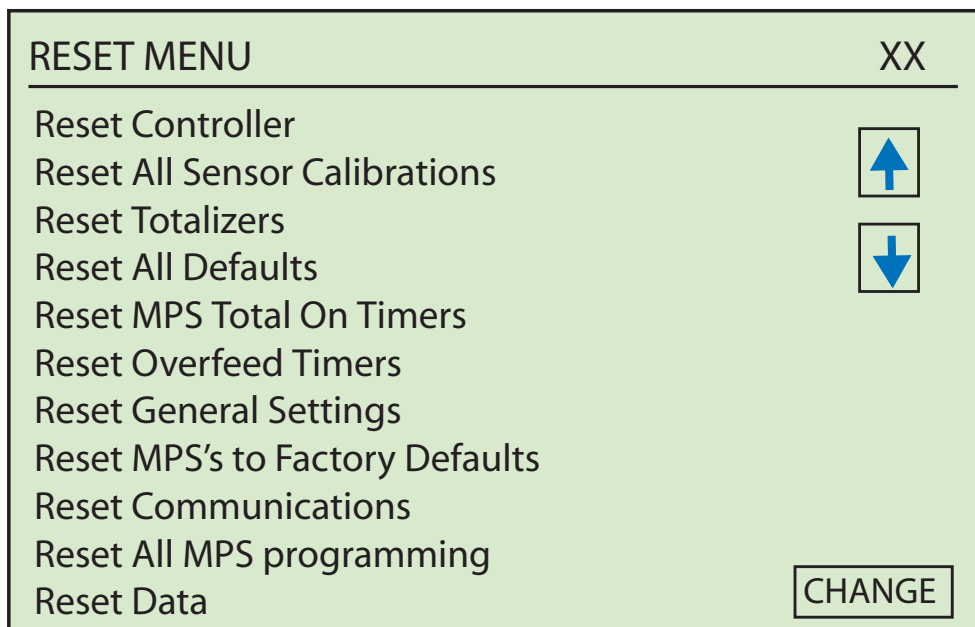 RESET MENU XX
Reset Controller
Reset All Sensor Calibrations
Reset Totalizers
Reset All Defaults
Reset MPS Total On Timers
Reset Overfeed Timers
Reset General Settings
Reset MPS’s to Factory Defaults
Reset Communications
Reset All MPS programming
Reset Data
CHANGE